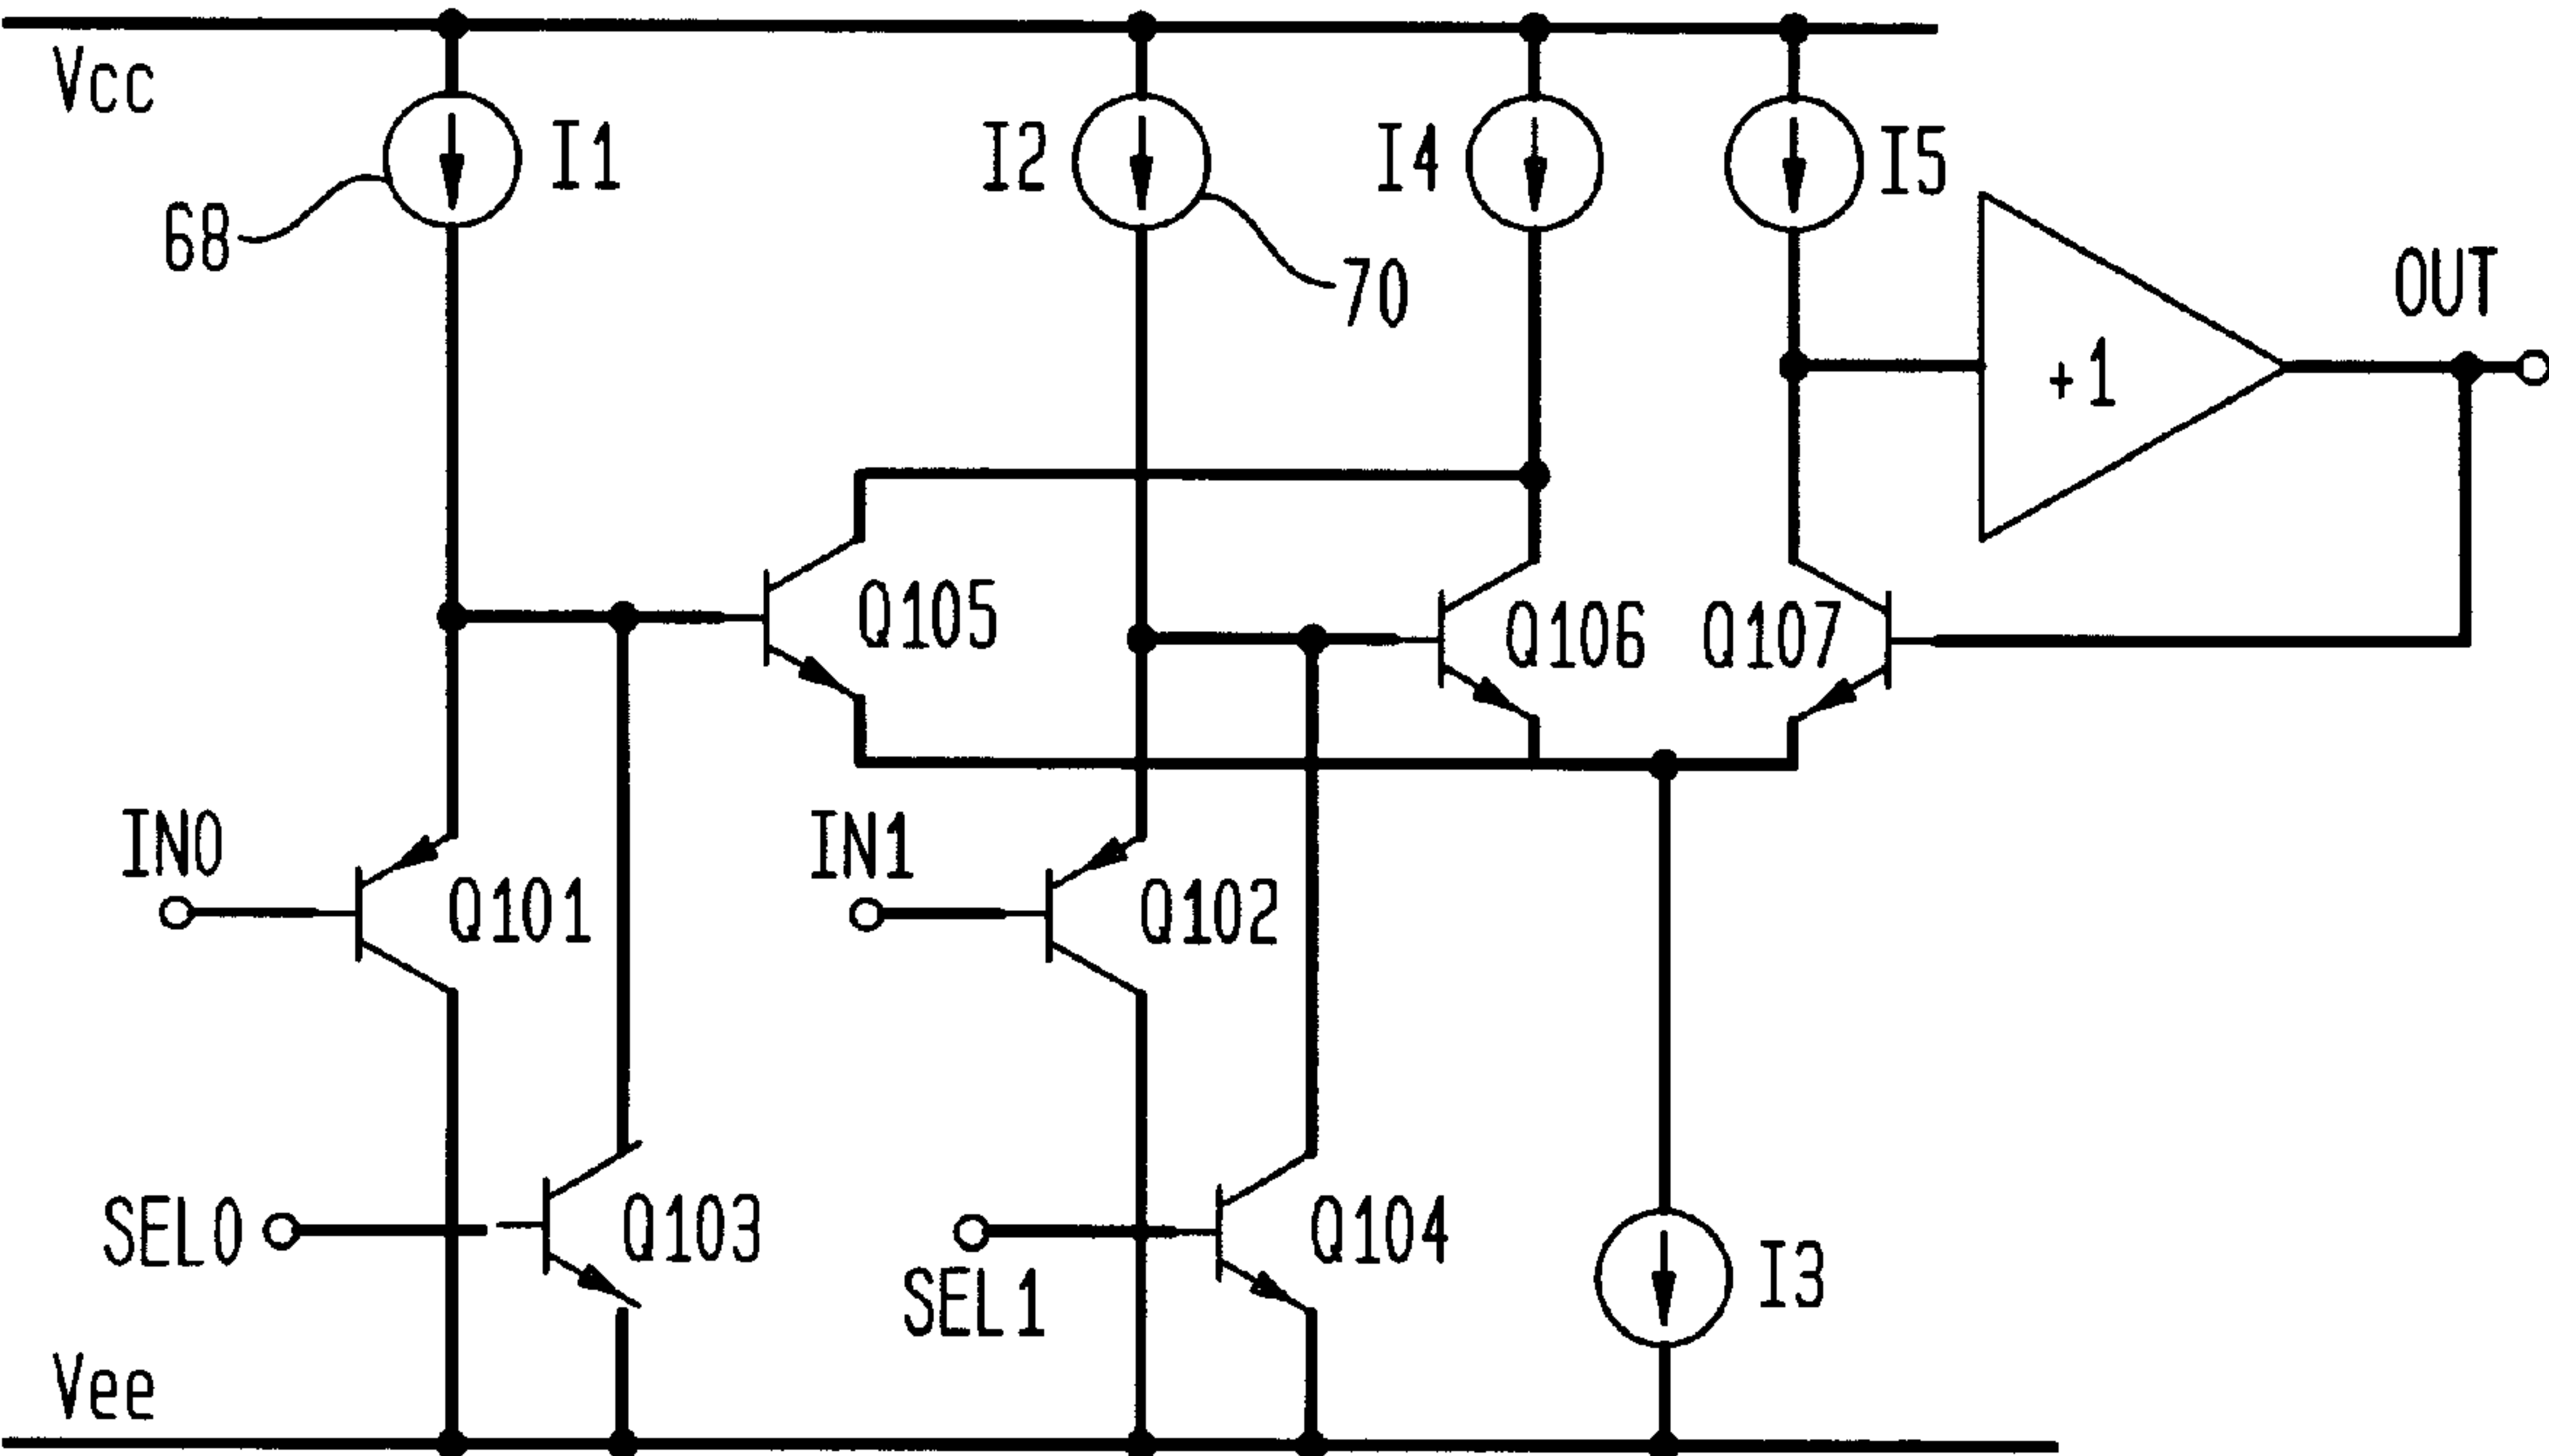 Vcc
I1
I2
I4
I5
68
70
OUT
+1
Q105
Q106
Q107
IN0
Q101
IN1
Q102
SEL0
Q103
SEL1
Q104
I3
Vee